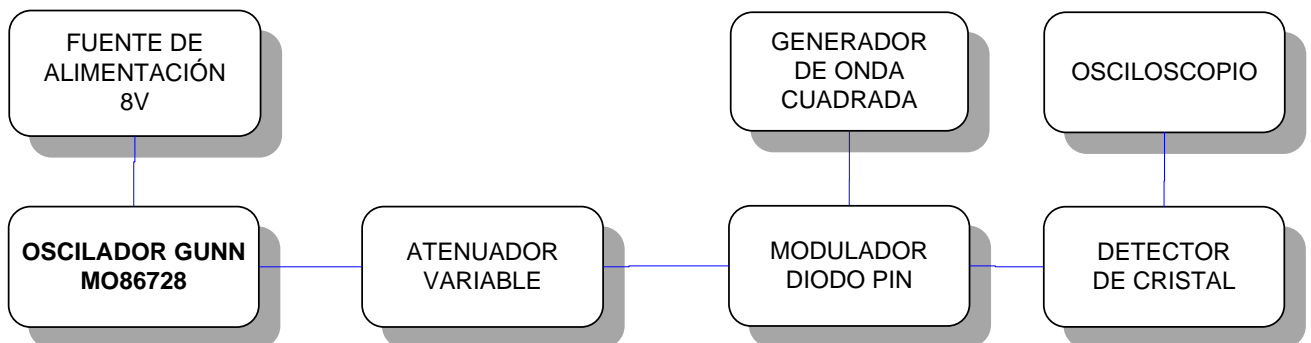 FUENTE DE
ALIMENTACIÓN
8V
GENERADOR
DE ONDA
CUADRADA
OSCILOSCOPIO
OSCILADOR GUNN
MO86728
ATENUADOR
VARIABLE
MODULADOR
DIODO PIN
DETECTOR
DE CRISTAL